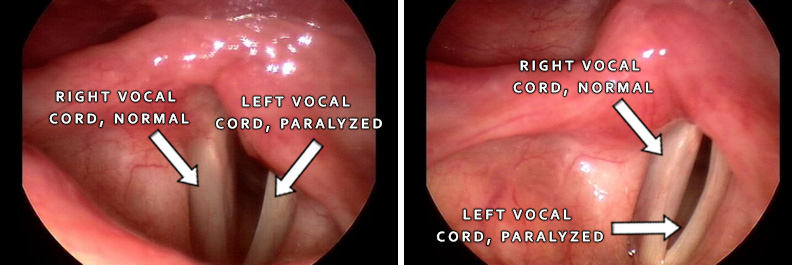 RIGHT VOCAL
CORD, NORMAL
LEFT VOCAL
CORD, PARALYZED
RIGHT VOCAL
CORD, NORMAL
LEFT VOCAL
CORD, PARALYZED